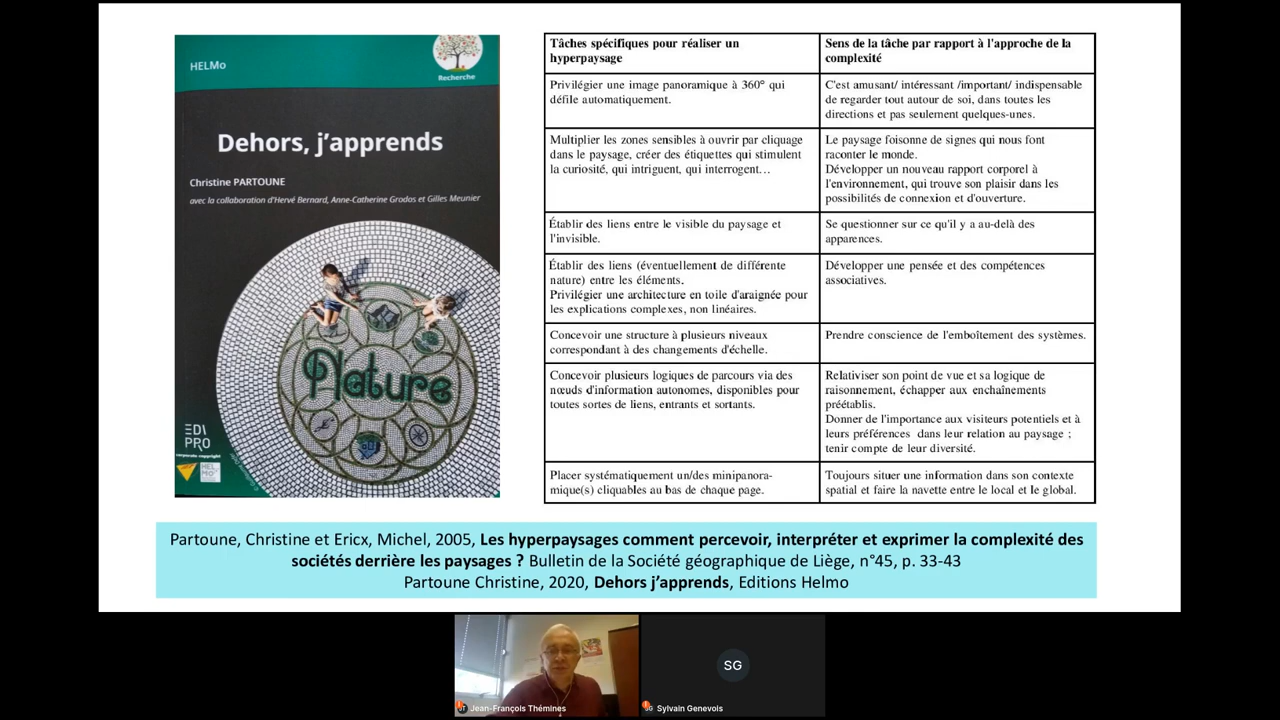 HELMo
Recherche
Dehors, j'apprends
Christine PARTOUNE
avec la collaboration d'Hervé Bernard, Anne-Catherine Grodos et Gilles Meunier
Nature
EDI
PRO
corporate copyright
HEL
MO
Tâches spécifiques pour réaliser un
hyperpaysage
Sens de la tâche par rapport à l'approche de la
complexité
Privilégier une image panoramique à 360° qui
défile automatiquement.
C'est amusant/ intéressant /important/ indispensable
de regarder tout autour de soi, dans toutes les
directions et pas seulement quelques-unes.
Multiplier les zones sensibles à ouvrir par cliquage
dans le paysage, créer des étiquettes qui stimulent
la curiosité, qui intriguent, qui interrogent…
Le paysage foisonne de signes qui nous font
raconter le monde.
Développer un nouveau rapport corporel à
l'environnement, qui trouve son plaisir dans les
possibilités de connexion et d'ouverture.
Établir des liens entre le visible du paysage et
l'invisible.
Se questionner sur ce qu'il y a au-delà des
apparences.
Établir des liens (éventuellement de différente
nature) entre les éléments.
Privilégier une architecture en toile d'araignée pour
les explications complexes, non linéaires.
Développer une pensée et des compétences
associatives.
Concevoir une structure à plusieurs niveaux
correspondant à des changements d'échelle.
Prendre conscience de l'emboîtement des systèmes.
Concevoir plusieurs logiques de parcours via des
nœuds d'information autonomes, disponibles pour
toutes sortes de liens, entrants et sortants.
Relativiser son point de vue et sa logique de
raisonnement, échapper aux enchaînements
préétablis.
Donner de l'importance aux visiteurs potentiels et à
leurs préférences dans leur relation au paysage ;
tenir compte de leur diversité.
Placer systématiquement un/des minipanora-
mique(s) cliquables au bas de chaque page.
Toujours situer une information dans son contexte
spatial et faire la navette entre le local et le global.
Partoune, Christine et Ericx, Michel, 2005, Les hyperpaysages comment percevoir, interpréter et exprimer la complexité des
sociétés derrière les paysages ? Bulletin de la Société géographique de Liège, n°45, p. 33-43
Partoune Christine, 2020, Dehors j'apprends, Editions Helmo
SG
Jean-François Thémines
SG Sylvain Genevois